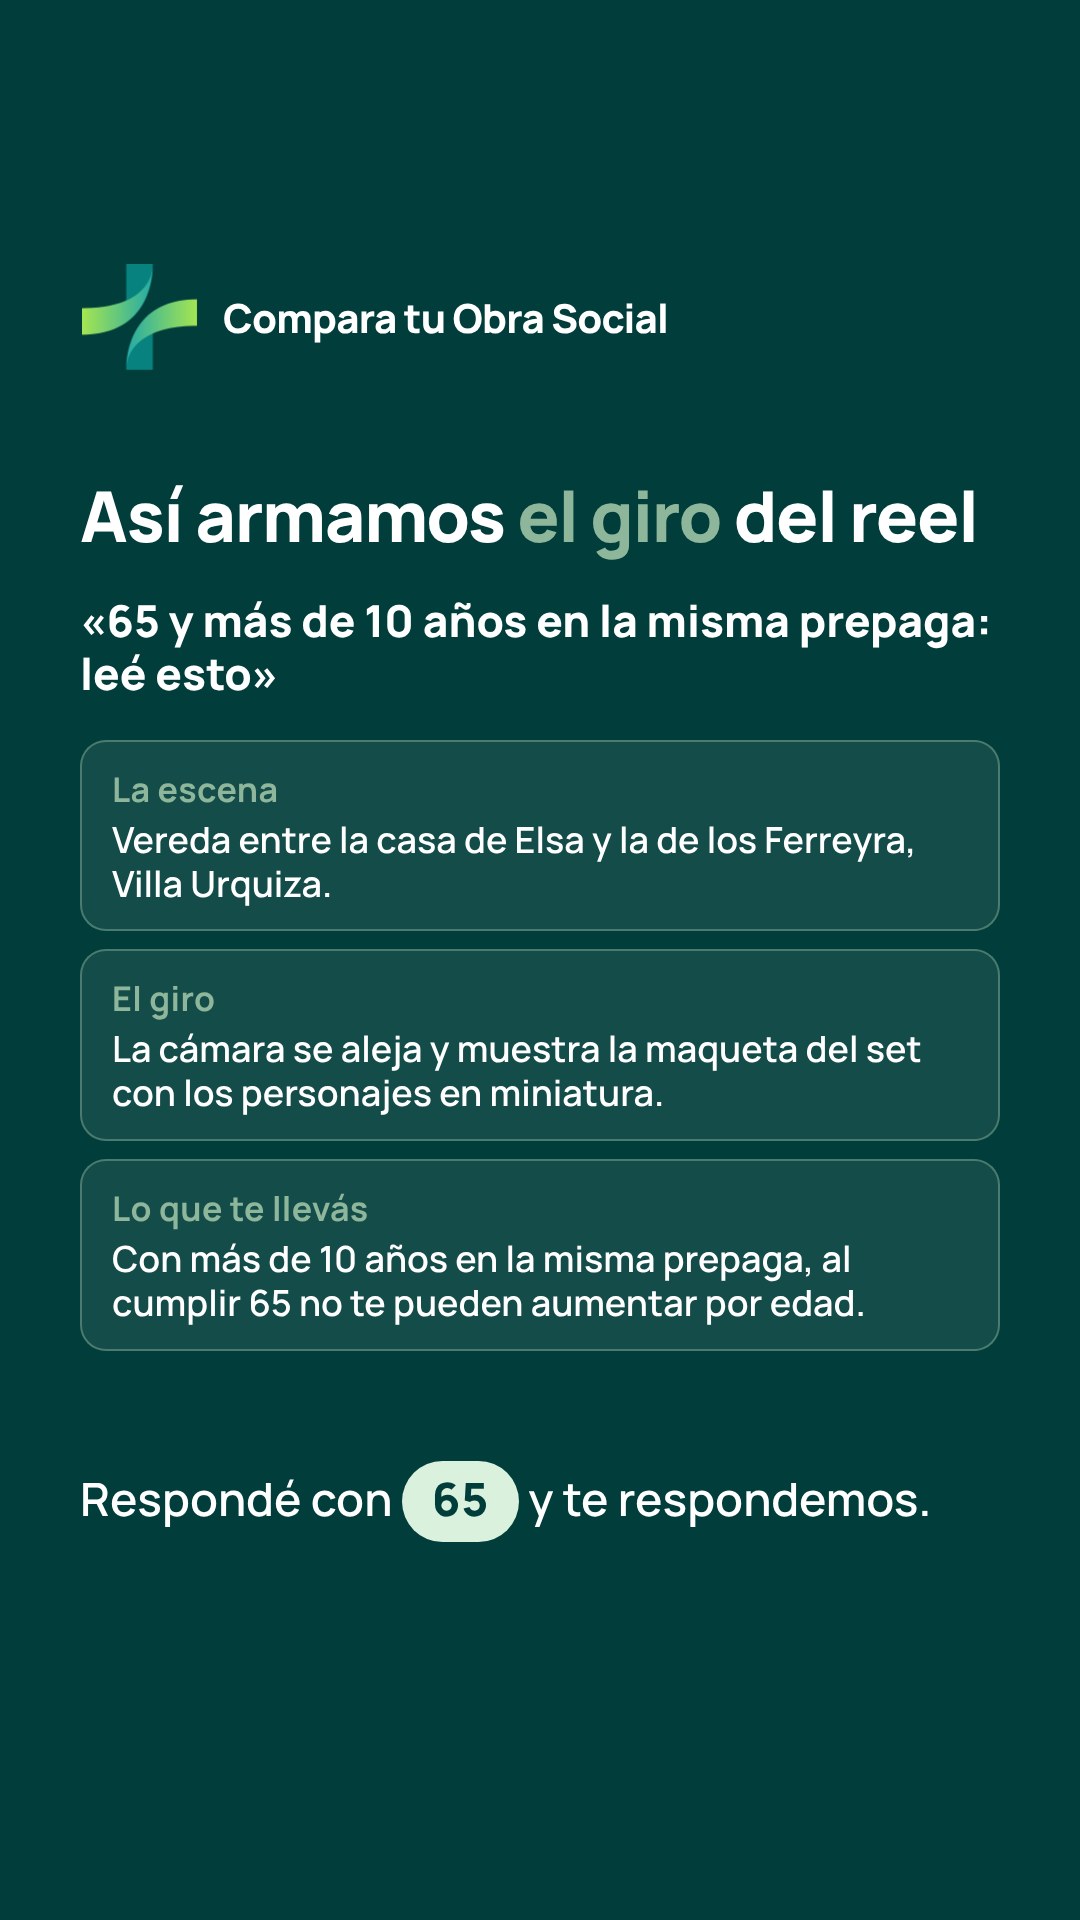 Compara tu Obra Social
Así armamos el giro del reel
«65 y más de 10 años en la misma prepaga:
leé esto»
La escena
Vereda entre la casa de Elsa y la de los Ferreyra,
Villa Urquiza.
El giro
La cámara se aleja y muestra la maqueta del set
con los personajes en miniatura.
Lo que te llevás
Con más de 10 años en la misma prepaga, al
cumplir 65 no te pueden aumentar por edad.
Respondé con 65 y te respondemos.